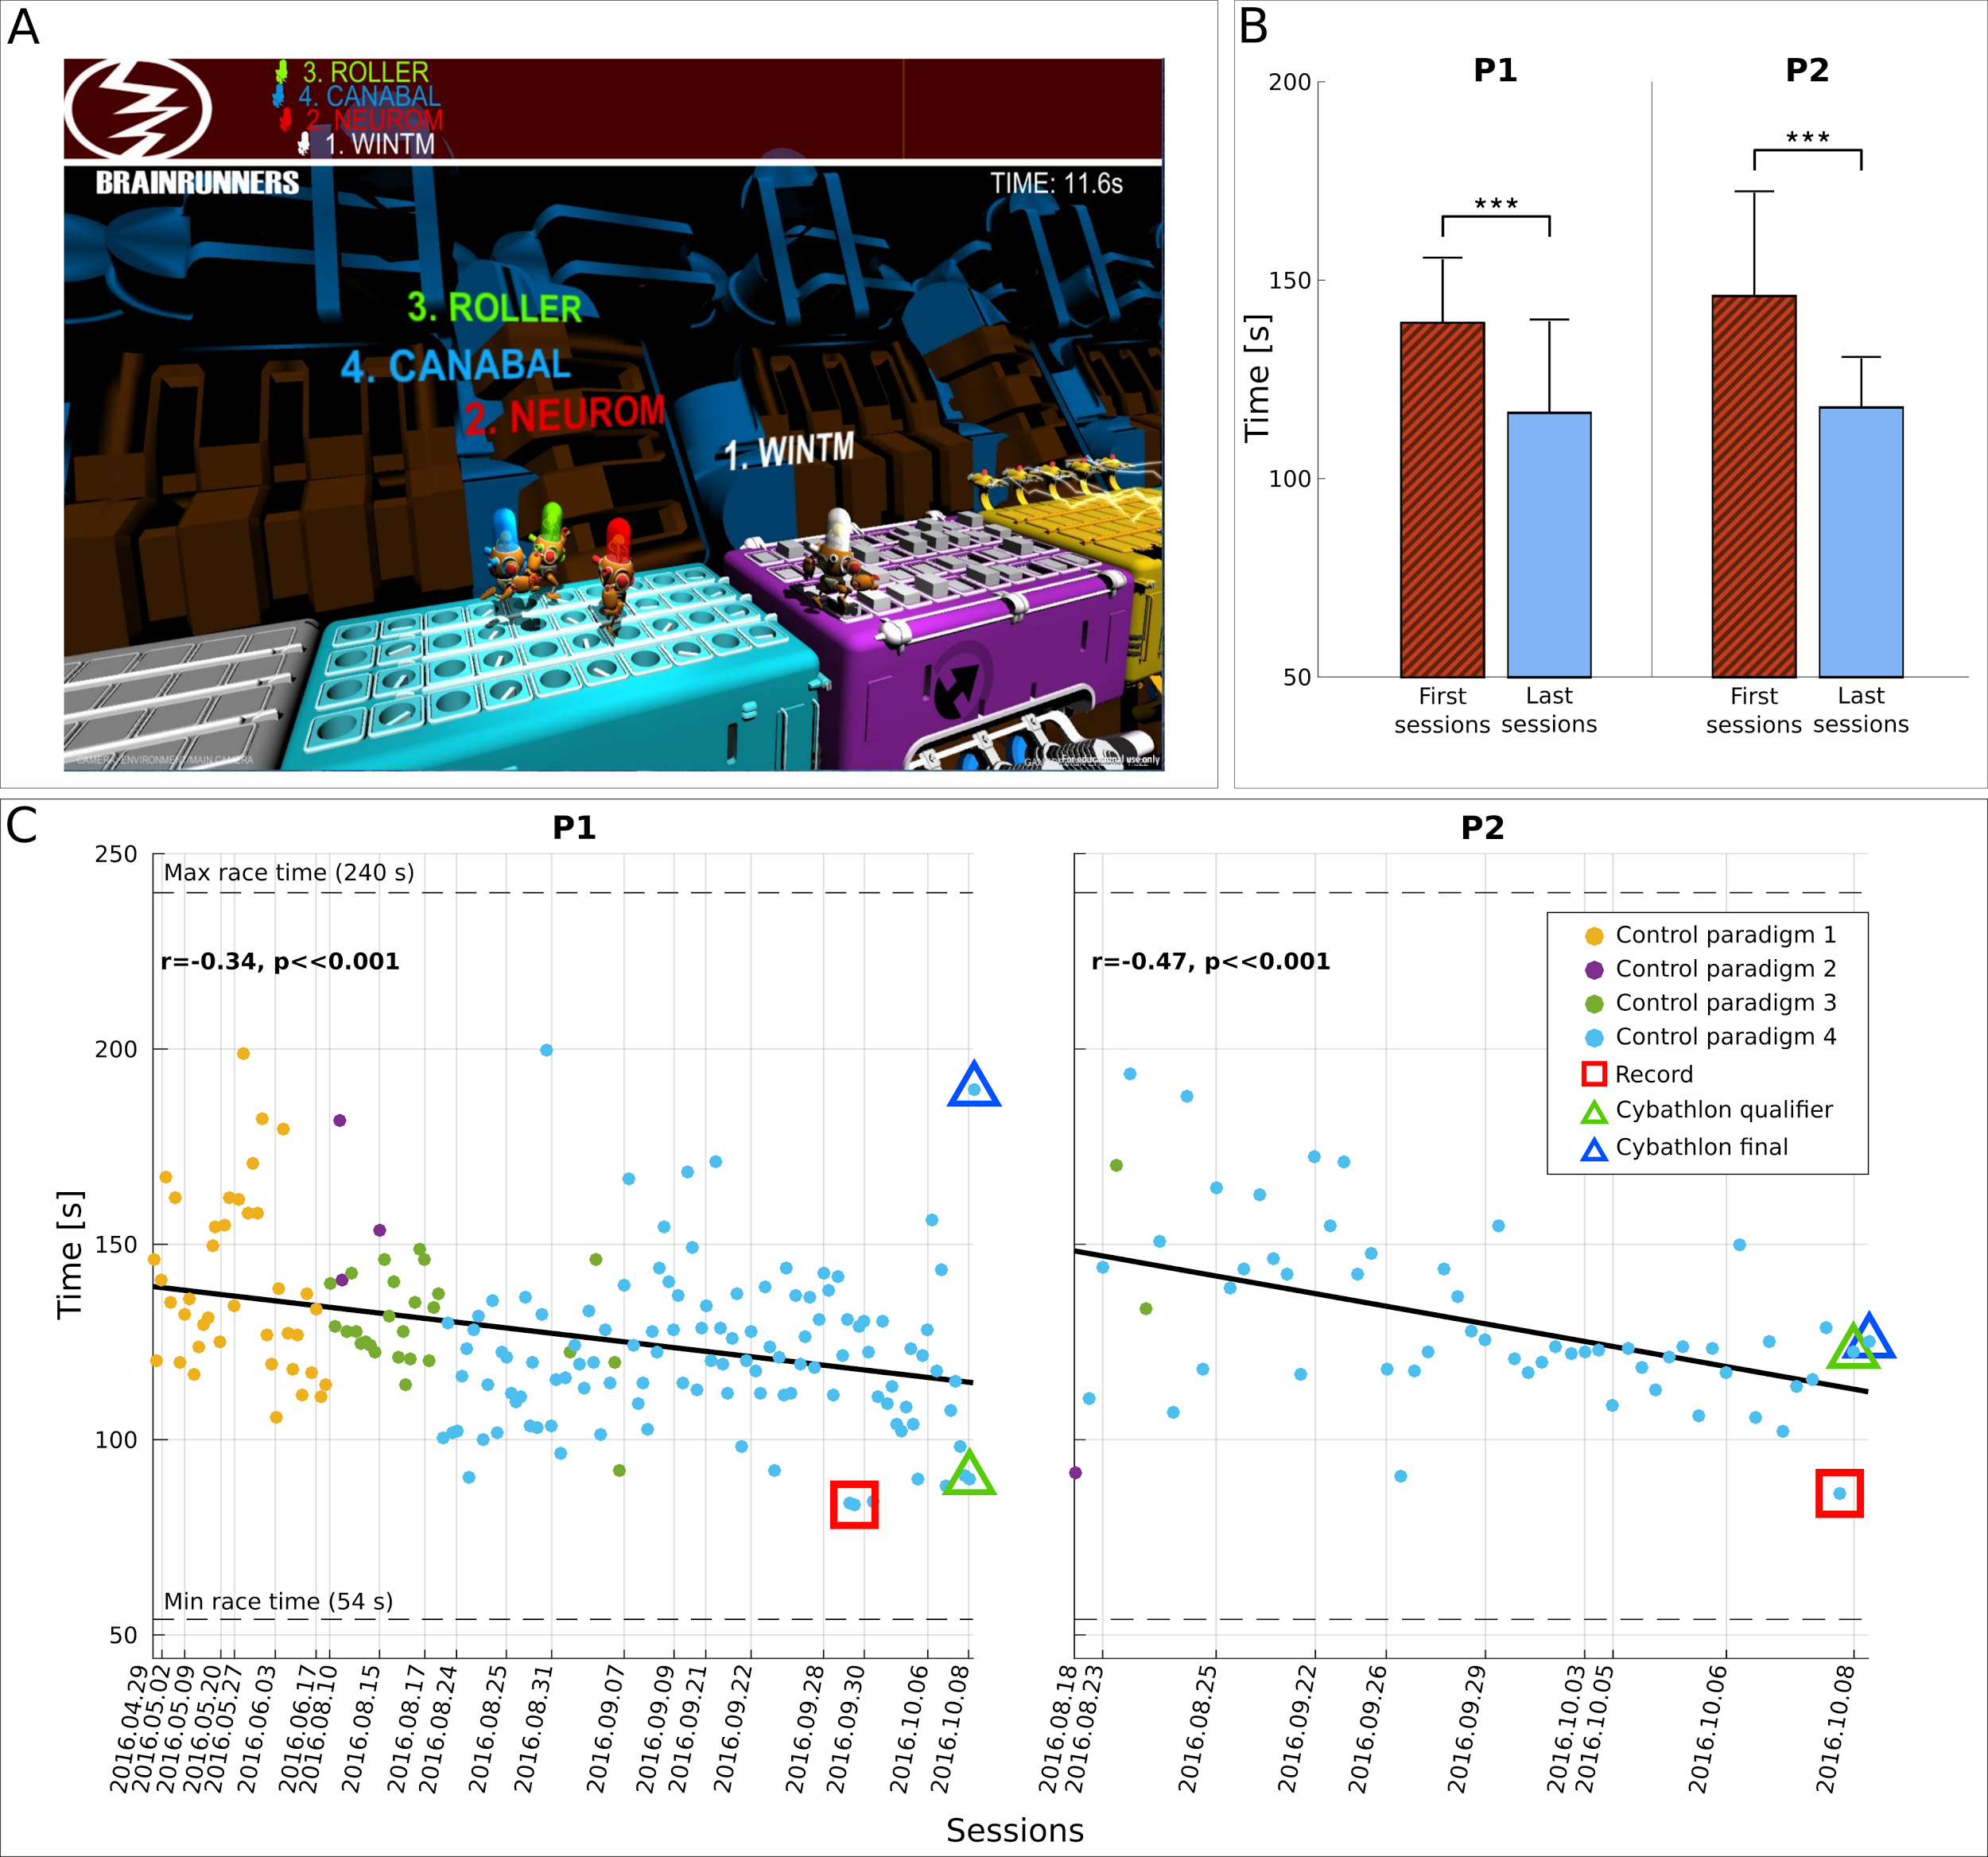 A
3. ROLLER
4. CANABAL
2. NEUROM
1. WINTM
BRAINRUNNERS
TIME: 11.6s
3. ROLLER
4. CANABAL
2. NEUROM
1. WINTM
CAMERA: ENVIRONMENT/MAIN CAMERA
For educational use only
B
P1
P2
200
150
100
50
Time [s]
***
***
First sessions
Last sessions
First sessions
Last sessions
C
P1
P2
250
200
150
100
50
Time [s]
Max race time (240 s)
r=-0.34, p<<0.001
Min race time (54 s)
r=-0.47, p<<0.001
Control paradigm 1
Control paradigm 2
Control paradigm 3
Control paradigm 4
Record
Cybathlon qualifier
Cybathlon final
2016.04.29
2016.05.02
2016.05.09
2016.05.20
2016.05.27
2016.06.03
2016.06.17
2016.08.10
2016.08.15
2016.08.17
2016.08.24
2016.08.25
2016.08.31
2016.09.07
2016.09.09
2016.09.21
2016.09.22
2016.09.28
2016.09.30
2016.10.06
2016.10.08
2016.08.18
2016.08.23
2016.08.25
2016.09.22
2016.09.26
2016.09.29
2016.10.03
2016.10.05
2016.10.06
2016.10.08
Sessions